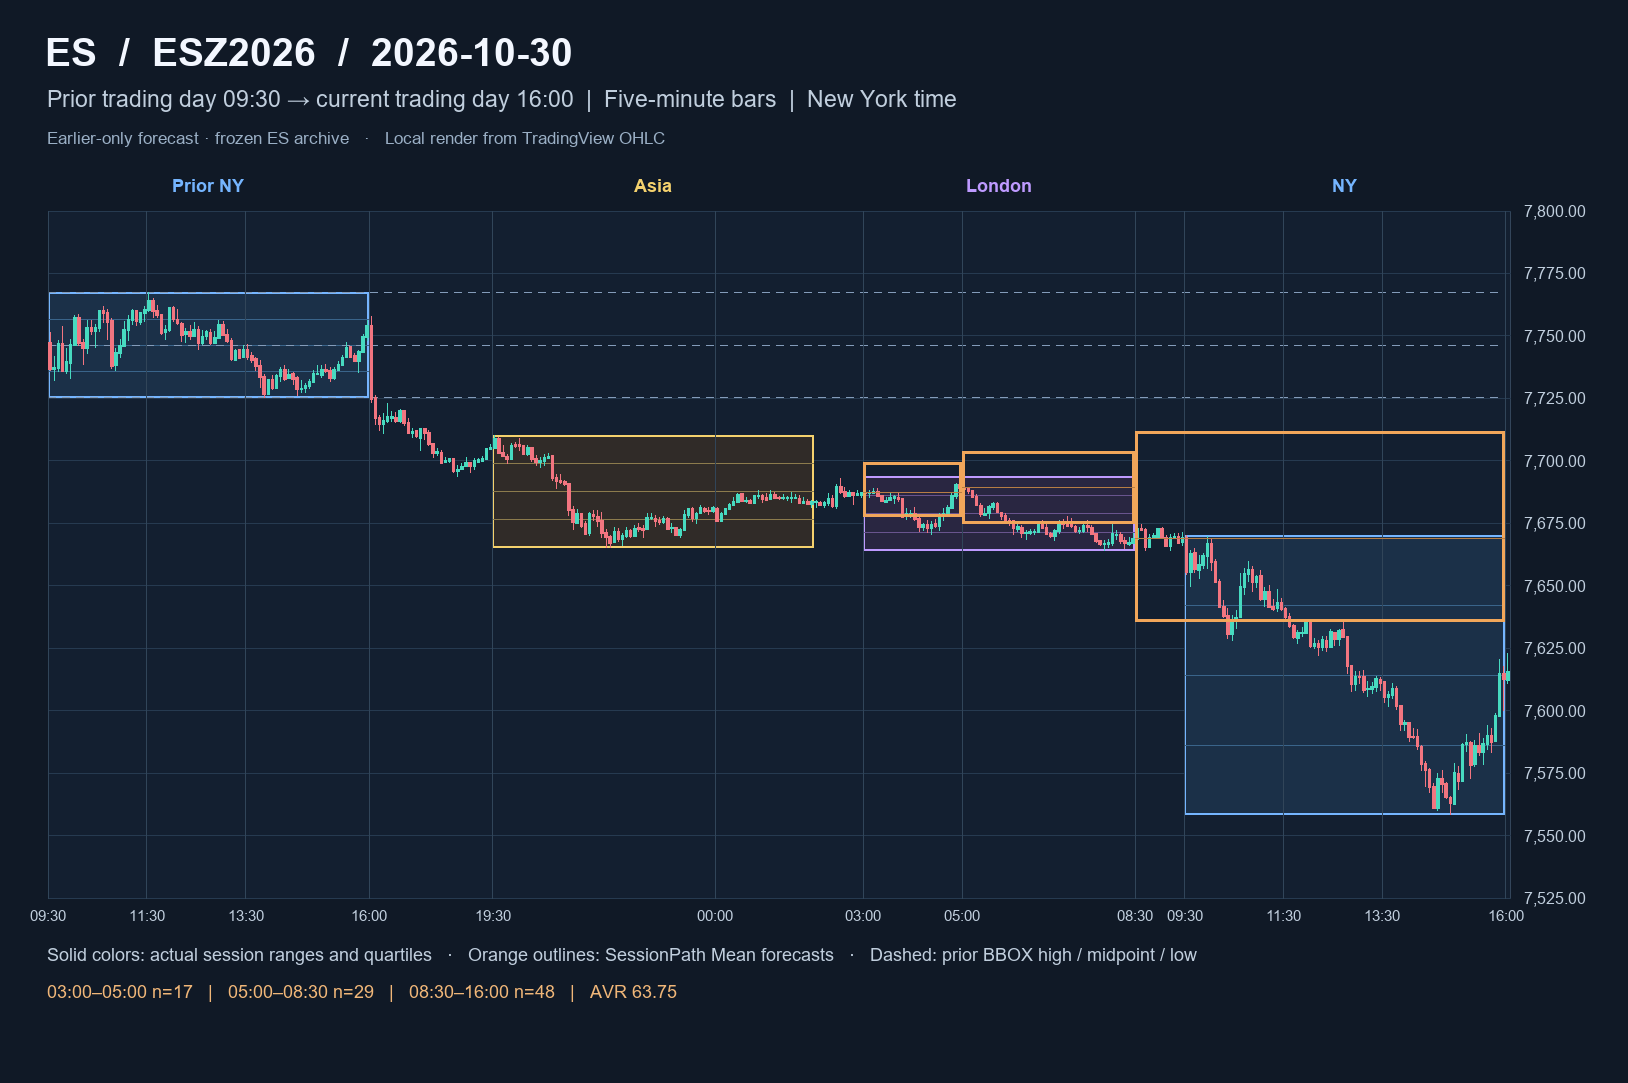 ES / ESZ2026 / 2026-10-30
Prior trading day 09:30 → current trading day 16:00 | Five-minute bars | New York time
Earlier-only forecast · frozen ES archive · Local render from TradingView OHLC
Prior NY Asia London NY
7,800.00
7,775.00
7,750.00
7,725.00
7,700.00
7,675.00
7,650.00
7,625.00
7,600.00
7,575.00
7,550.00
7,525.00
09:30 11:30 13:30 16:00 19:30 00:00 03:00 05:00 08:30 09:30 11:30 13:30 16:00
Solid colors: actual session ranges and quartiles · Orange outlines: SessionPath Mean forecasts · Dashed: prior BBOX high / midpoint / low
03:00–05:00 n=17 | 05:00–08:30 n=29 | 08:30–16:00 n=48 | AVR 63.75